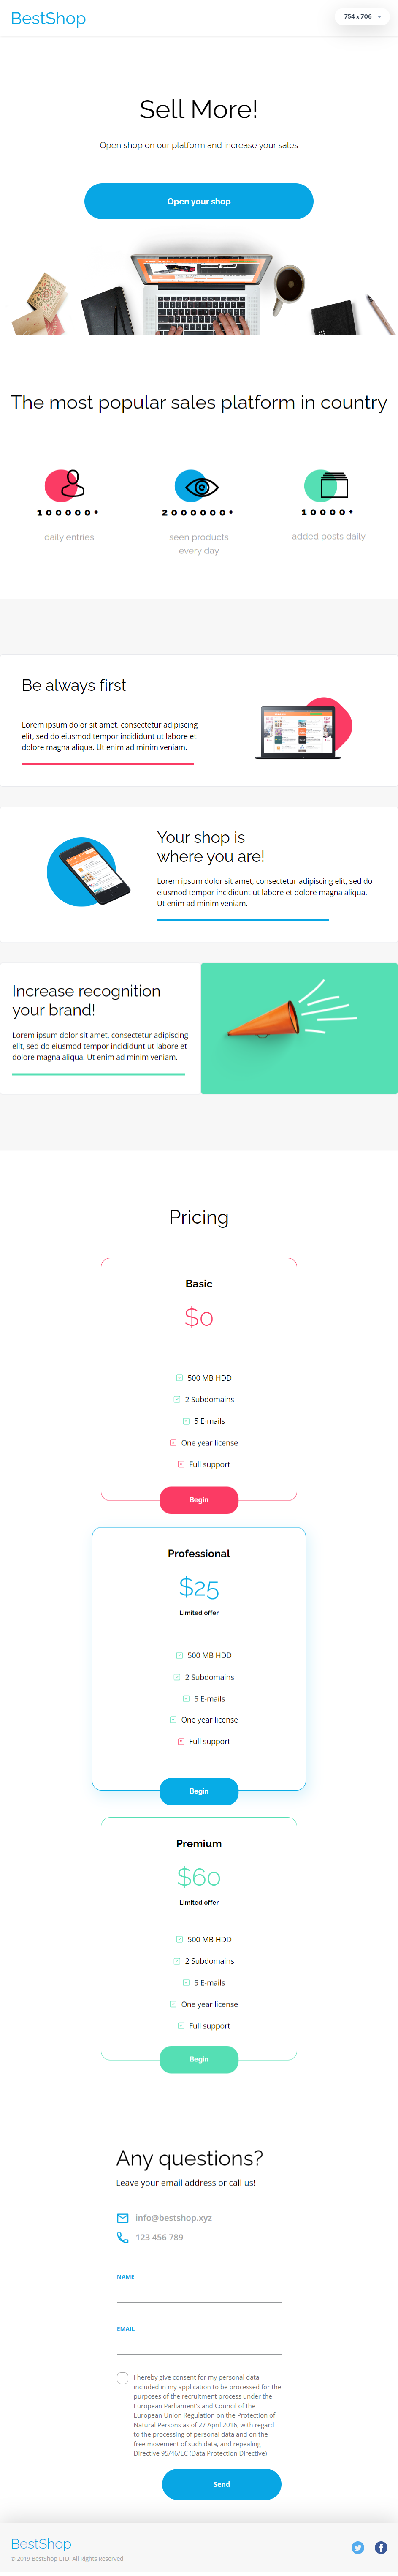 BestShop
754 x 706
Sell More!
Open shop on our platform and increase your sales
Open your shop
The most popular sales platform in country
100000+
2000000+
10000+
daily entries
seen products
every day
added posts daily
Be always first
Lorem ipsum dolor sit amet, consectetur adipiscing
elit, sed do eiusmod tempor incididunt ut labore et
dolore magna aliqua. Ut enim ad minim veniam.
Your shop is
where you are!
Lorem ipsum dolor sit amet, consectetur adipiscing elit, sed do
eiusmod tempor incididunt ut labore et dolore magna aliqua.
Ut enim ad minim veniam.
Increase recognition
your brand!
Lorem ipsum dolor sit amet, consectetur adipiscing
elit, sed do eiusmod tempor incididunt ut labore et
dolore magna aliqua. Ut enim ad minim veniam.
Pricing
Basic
$0
500 MB HDD
2 Subdomains
5 E-mails
One year license
Full support
Begin
Professional
$25
Limited offer
500 MB HDD
2 Subdomains
5 E-mails
One year license
Full support
Begin
Premium
$60
Limited offer
500 MB HDD
2 Subdomains
5 E-mails
One year license
Full support
Begin
Any questions?
Leave your email address or call us!
info@bestshop.xyz
123 456 789
NAME
EMAIL
I hereby give consent for my personal data
included in my application to be processed for the
purposes of the recruitment process under the
European Parliament's and Council of the
European Union Regulation on the Protection of
Natural Persons as of 27 April 2016, with regard
to the processing of personal data and on the
free movement of such data, and repealing
Directive 95/46/EC (Data Protection Directive)
Send
BestShop
© 2019 BestShop LTD. All Rights Reserved